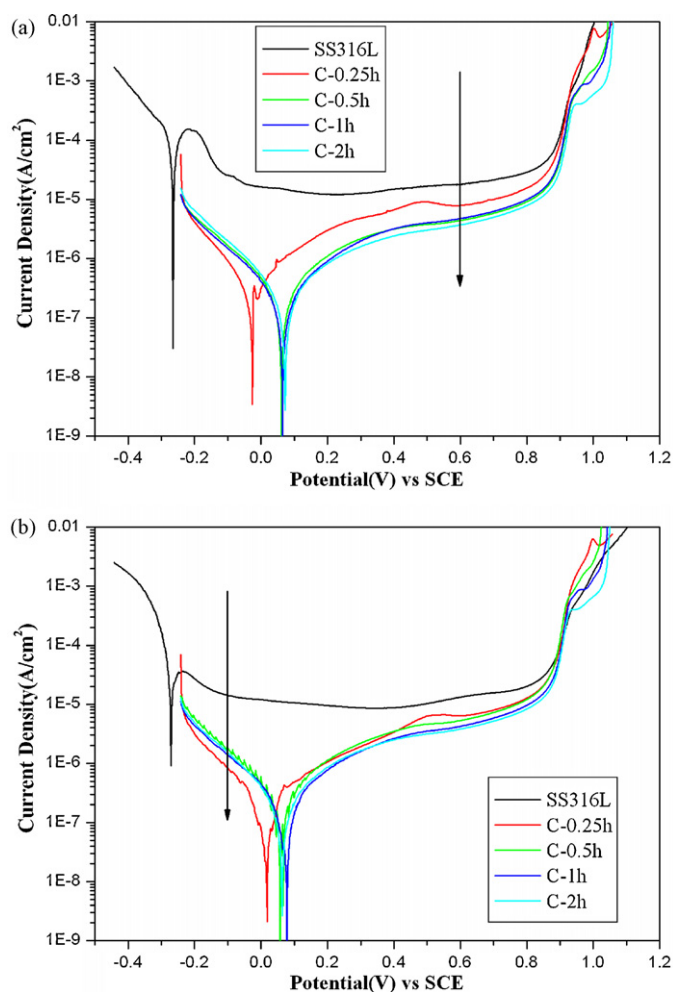 (a)
0.01
1E-3
1E-4
1E-5
1E-6
1E-7
1E-8
1E-9
Current Density(A/cm²)
SS316L
C-0.25h
C-0.5h
C-1h
C-2h
-0.4 -0.2 0.0 0.2 0.4 0.6 0.8 1.0 1.2
Potential(V) vs SCE
(b)
0.01
1E-3
1E-4
1E-5
1E-6
1E-7
1E-8
1E-9
Current Density(A/cm²)
SS316L
C-0.25h
C-0.5h
C-1h
C-2h
-0.4 -0.2 0.0 0.2 0.4 0.6 0.8 1.0 1.2
Potential(V) vs SCE